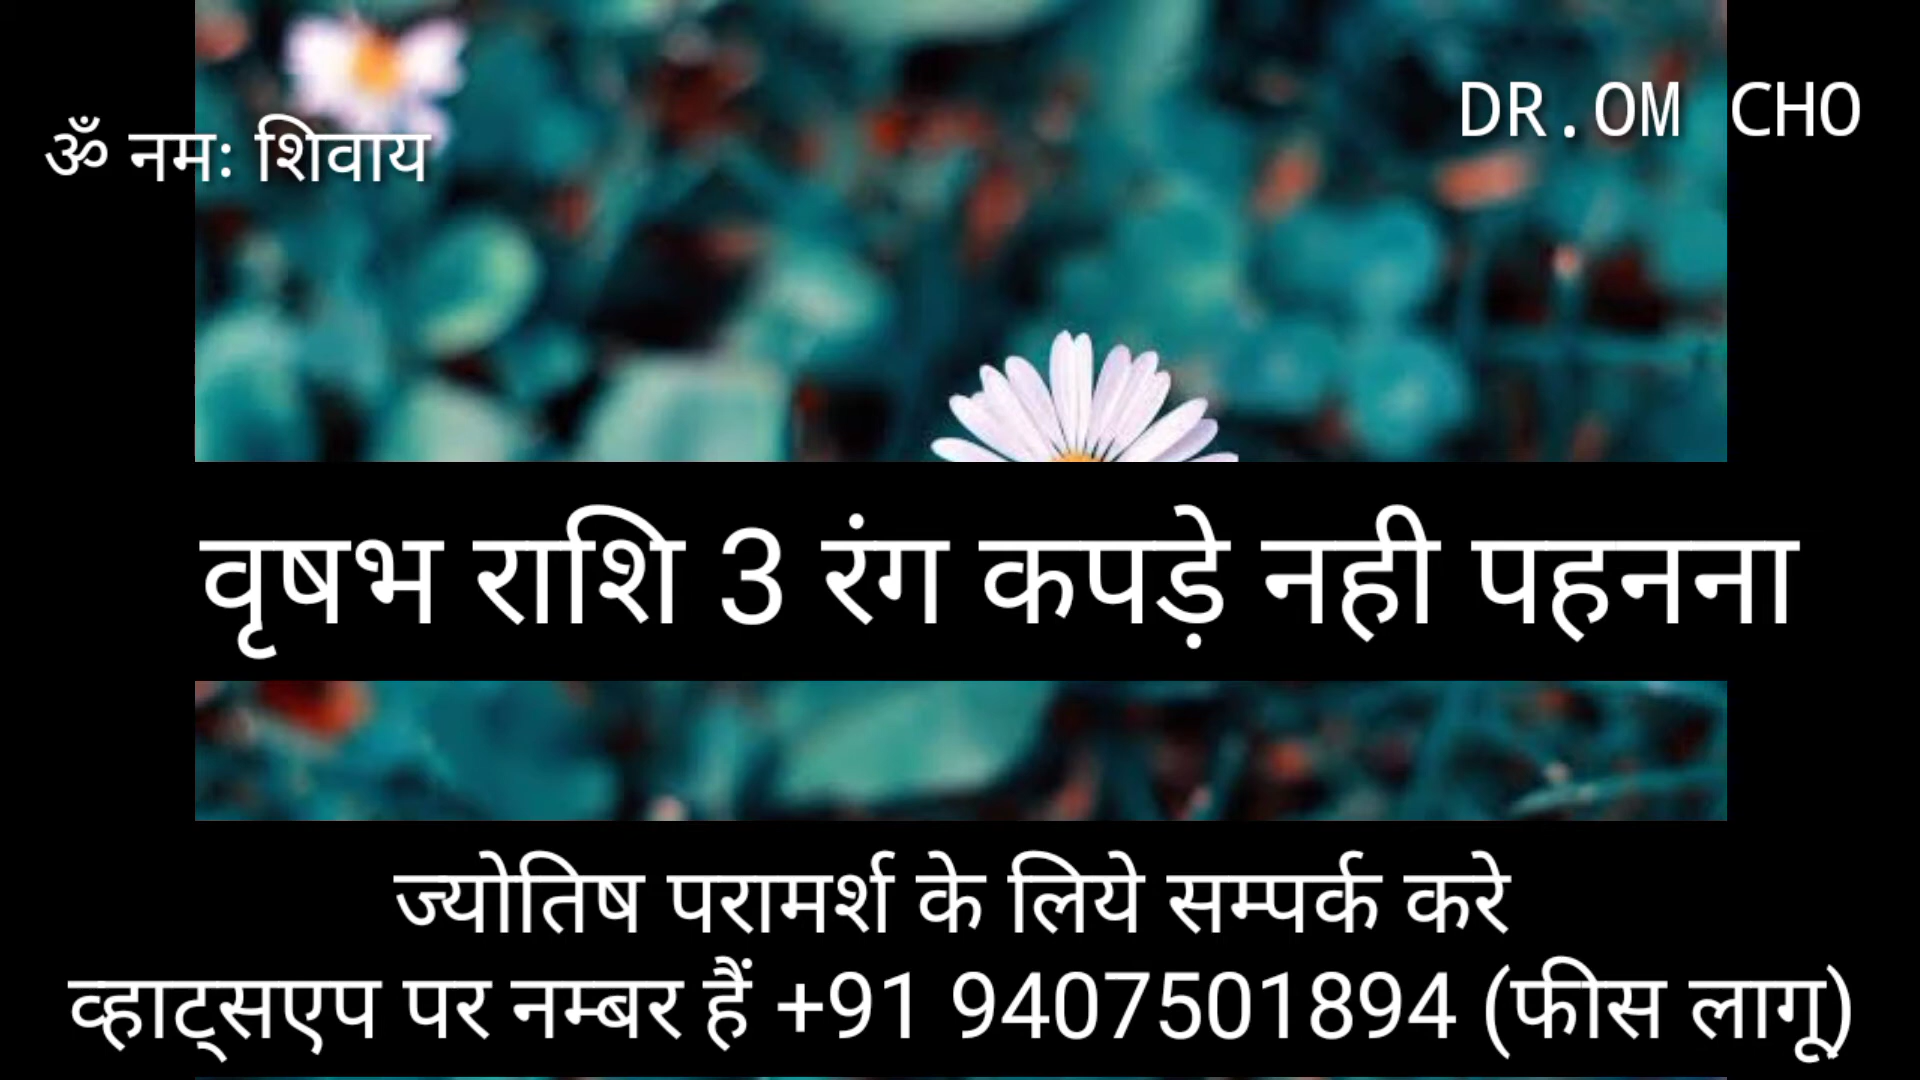 ॐ नमः शिवाय
DR.OM CHO
वृषभ राशि 3 रंग कपड़े नही पहनना
ज्योतिष परामर्श के लिये सम्पर्क करे
व्हाट्सएप पर नम्बर हैं +91 9407501894 (फीस लागू)